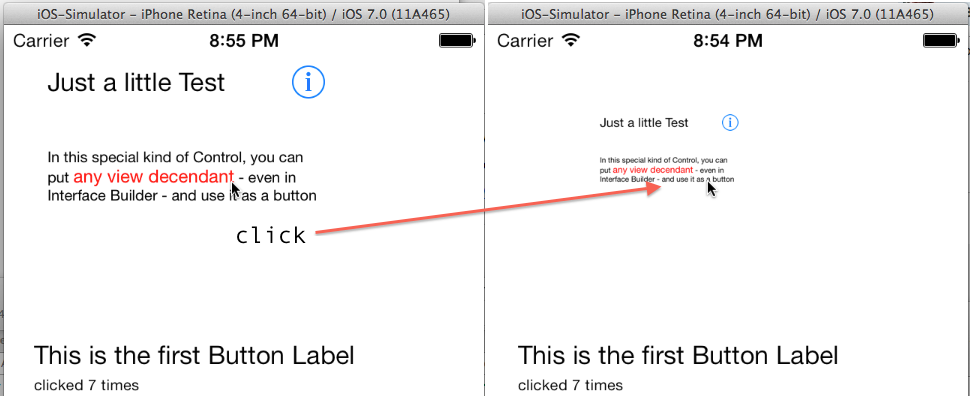 iOS-Simulator – iPhone Retina (4-inch 64-bit) / iOS 7.0 (11A465)
Carrier 8:55 PM
Just a little Test
In this special kind of Control, you can
put any view decendant - even in
Interface Builder - and use it as a button
click
This is the first Button Label
clicked 7 times
iOS-Simulator – iPhone Retina (4-inch 64-bit) / iOS 7.0 (11A465)
Carrier 8:54 PM
Just a little Test
In this special kind of Control, you can
put any view decendant - even in
Interface Builder - and use it as a button
This is the first Button Label
clicked 7 times